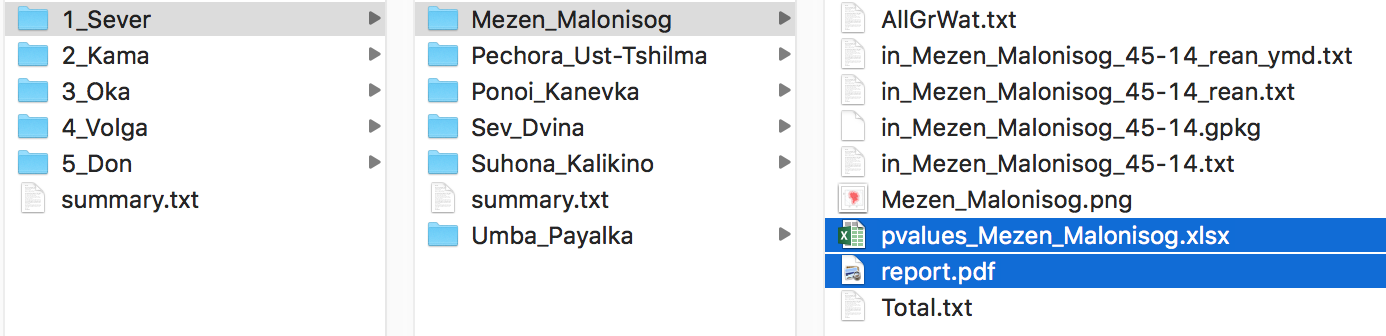 1_Sever
2_Kama
3_Oka
4_Volga
5_Don
summary.txt
Mezen_Malonisog
Pechora_Ust-Tshilma
Ponoi_Kanevka
Sev_Dvina
Suhona_Kalikino
summary.txt
Umba_Payalka
AllGrWat.txt
in_Mezen_Malonisog_45-14_rean_ymd.txt
in_Mezen_Malonisog_45-14_rean.txt
in_Mezen_Malonisog_45-14.gpkg
in_Mezen_Malonisog_45-14.txt
Mezen_Malonisog.png
pvalues_Mezen_Malonisog.xlsx
report.pdf
Total.txt